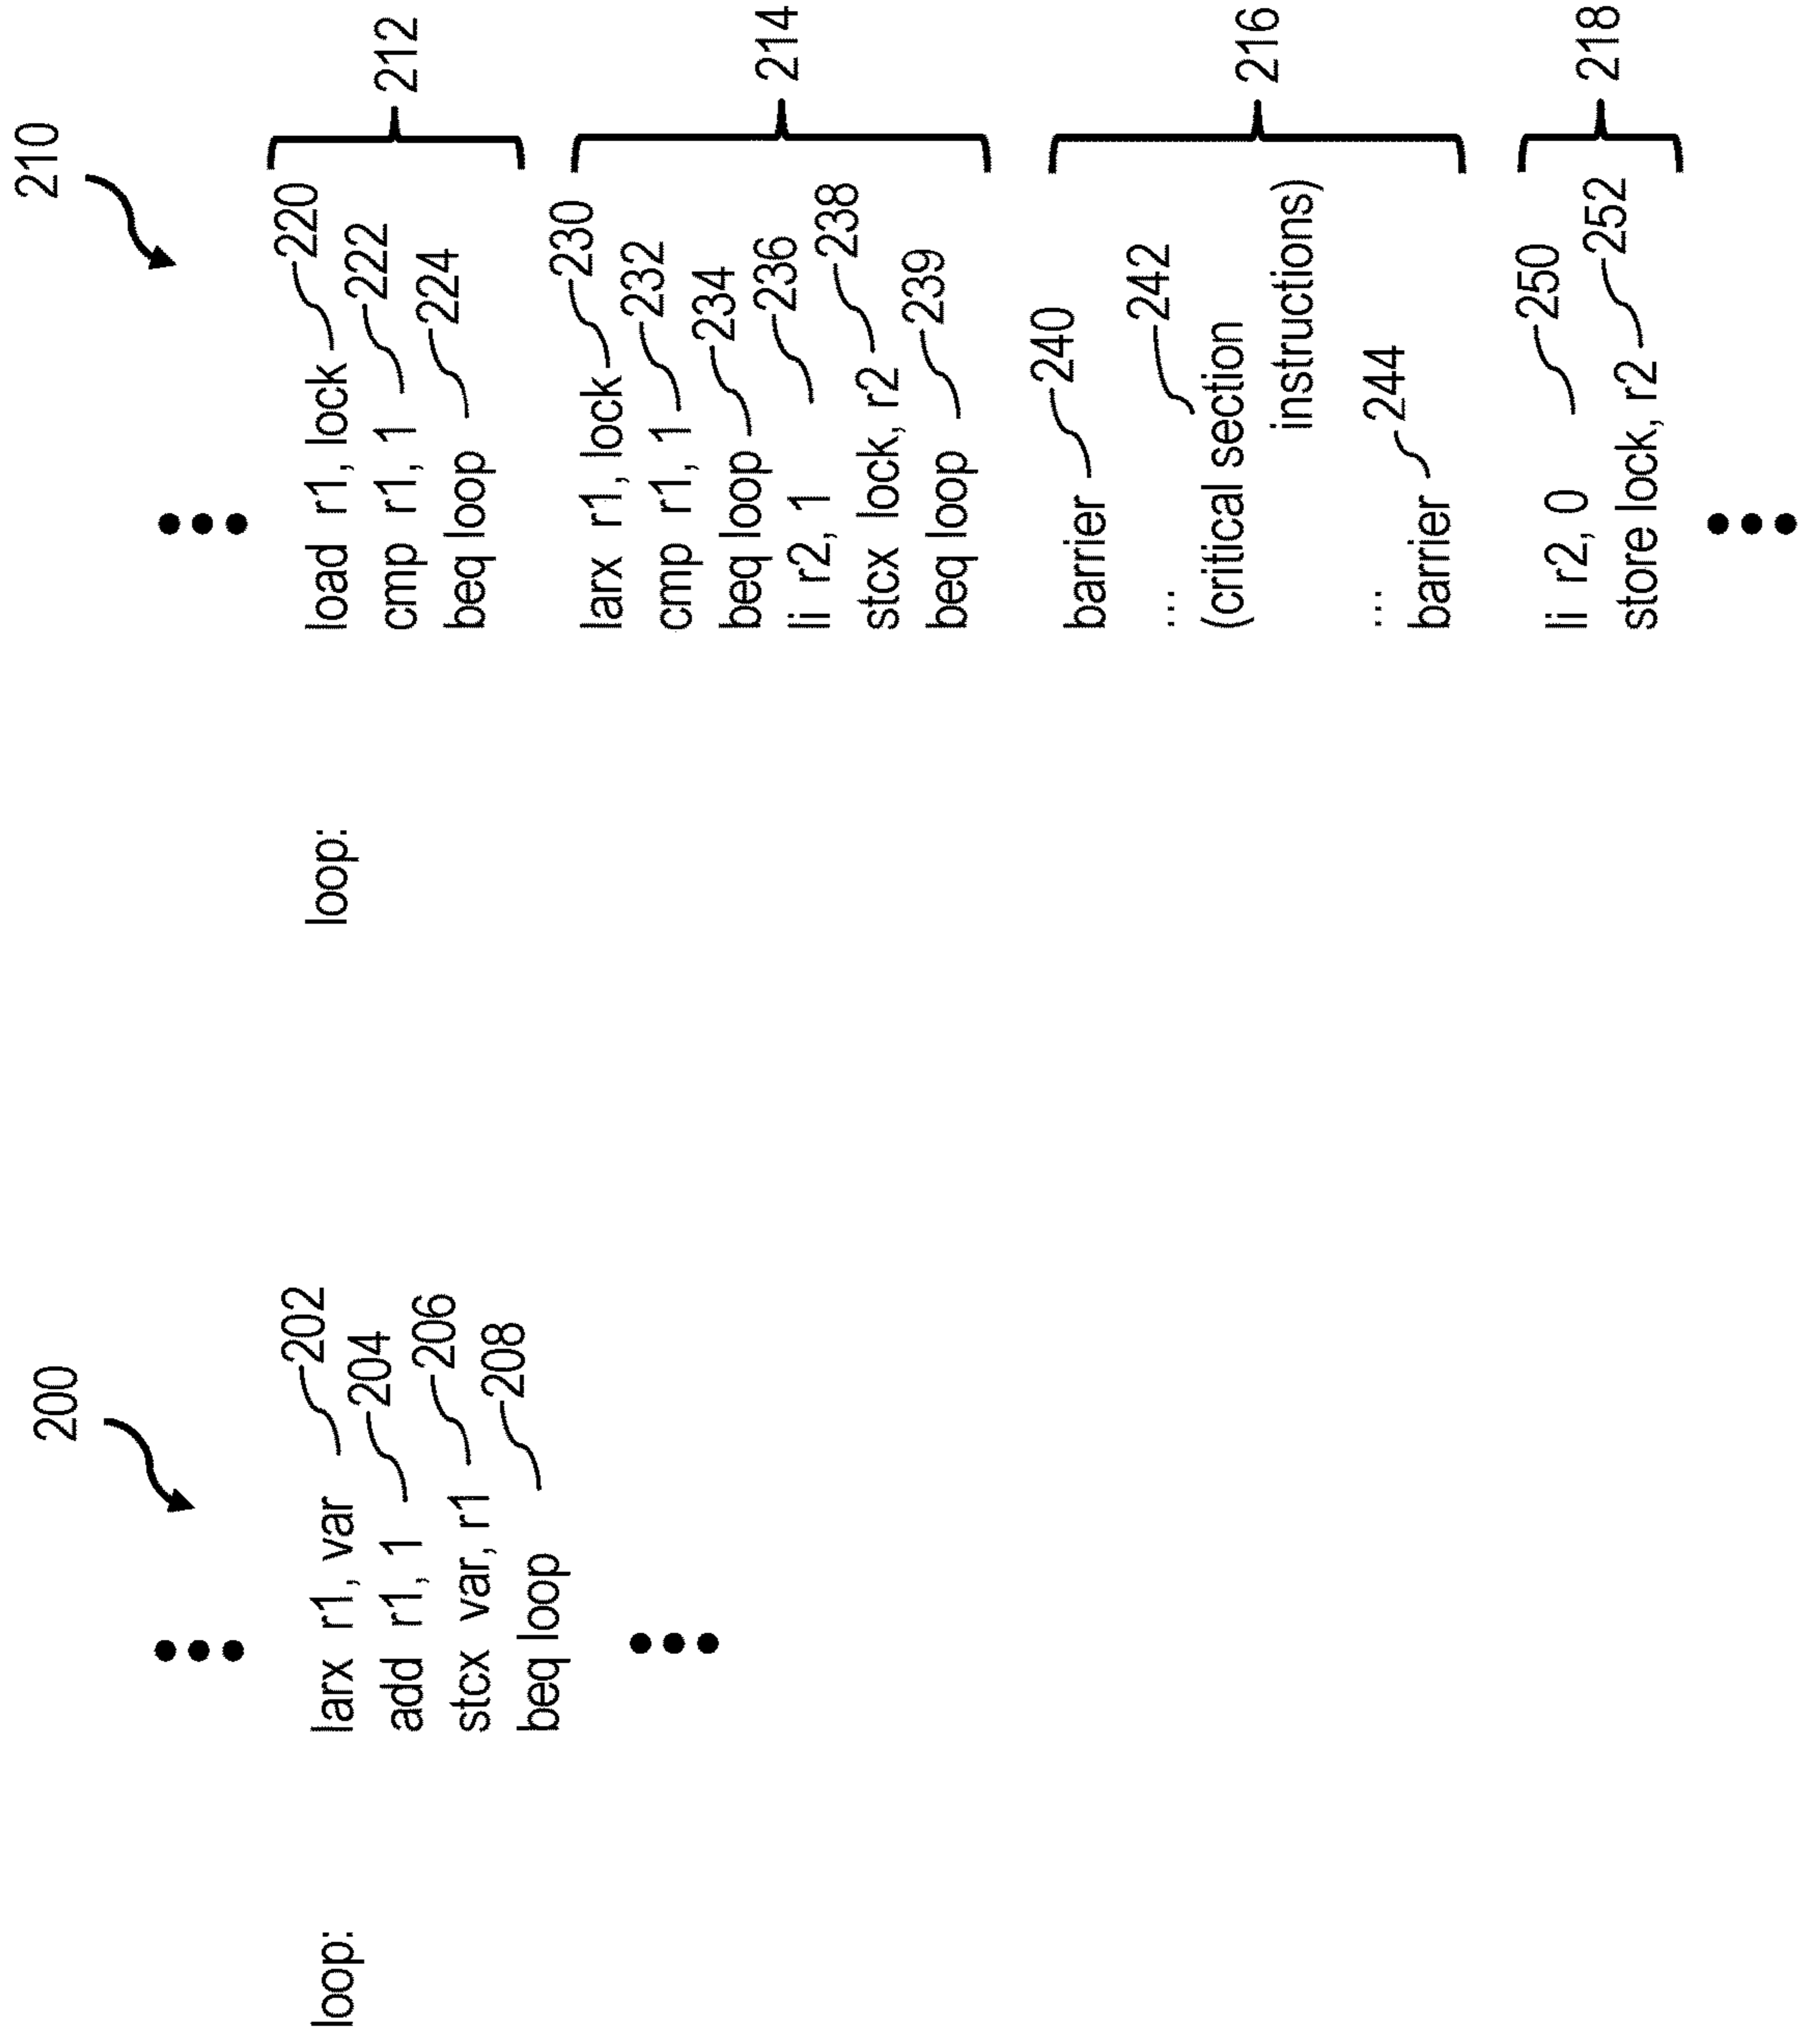 200
loop: larx r1, var 202
add r1, 1 204
stcx var, r1 206
beq loop 208
210
loop: load r1, lock 220
cmp r1, 1 222
beq loop 224
212
larx r1, lock 230
cmp r1, 1 232
beq loop 234
li r2, 1 236
stcx lock, r2 238
beq loop 239
214
barrier 240
... 242
(critical section
instructions)
...
barrier 244
216
li r2, 0 250
store lock, r2 252
218